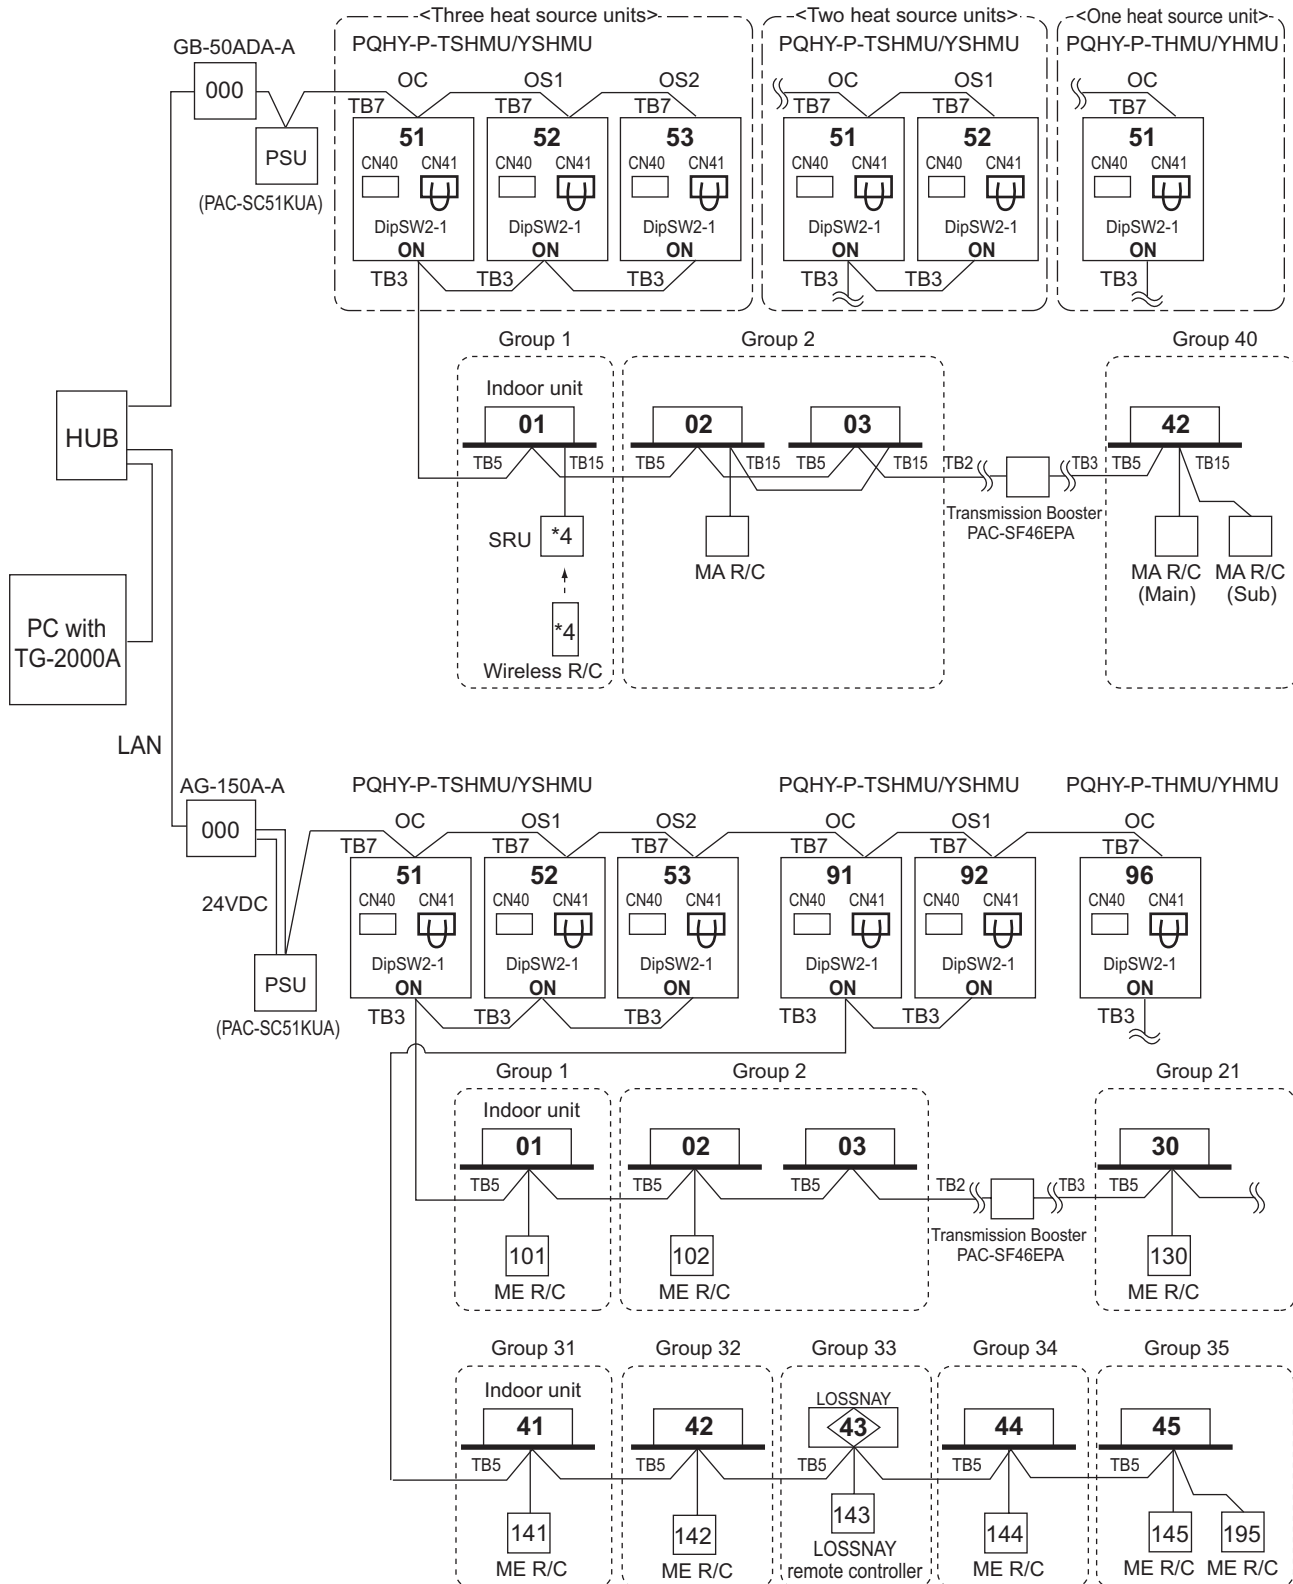 <Three heat source units> <Two heat source units> <One heat source unit>
GB-50ADA-A PQHY-P-TSHMU/YSHMU PQHY-P-TSHMU/YSHMU PQHY-P-THMU/YHMU
000 OC OS1 OS2 OC OS1 OC
TB7 TB7 TB7 TB7 TB7 TB7
PSU 51 52 53 51 52 51
CN40 CN41 CN40 CN41 CN40 CN41 CN40 CN41 CN40 CN41 CN40 CN41
(PAC-SC51KUA)
DipSW2-1 DipSW2-1 DipSW2-1 DipSW2-1 DipSW2-1 DipSW2-1
ON ON ON ON ON ON
TB3 TB3 TB3 TB3 TB3 TB3
Group 1 Group 2 Group 40
Indoor unit
HUB 01 02 03 42
TB5 TB15 TB5 TB15 TB5 TB15 TB2 TB3 TB5 TB15
Transmission Booster
PAC-SF46EPA
SRU *4
MA R/C MA R/C (Main) MA R/C (Sub)
*4
Wireless R/C
PC with
TG-2000A
LAN
AG-150A-A PQHY-P-TSHMU/YSHMU PQHY-P-TSHMU/YSHMU PQHY-P-THMU/YHMU
000 OC OS1 OS2 OC OS1 OC
TB7 TB7 TB7 TB7 TB7 TB7
51 52 53 91 92 96
24VDC CN40 CN41 CN40 CN41 CN40 CN41 CN40 CN41 CN40 CN41 CN40 CN41
PSU DipSW2-1 DipSW2-1 DipSW2-1 DipSW2-1 DipSW2-1 DipSW2-1
ON ON ON ON ON ON
(PAC-SC51KUA) TB3 TB3 TB3 TB3 TB3 TB3
Group 1 Group 2 Group 21
Indoor unit
01 02 03 30
TB5 TB5 TB5 TB2 TB3 TB5
Transmission Booster
PAC-SF46EPA
101 102 130
ME R/C ME R/C ME R/C
Group 31 Group 32 Group 33 Group 34 Group 35
Indoor unit LOSSNAY
41 42 43 44 45
TB5 TB5 TB5 TB5 TB5
141 142 143 144 145 195
ME R/C ME R/C LOSSNAY remote controller ME R/C ME R/C ME R/C